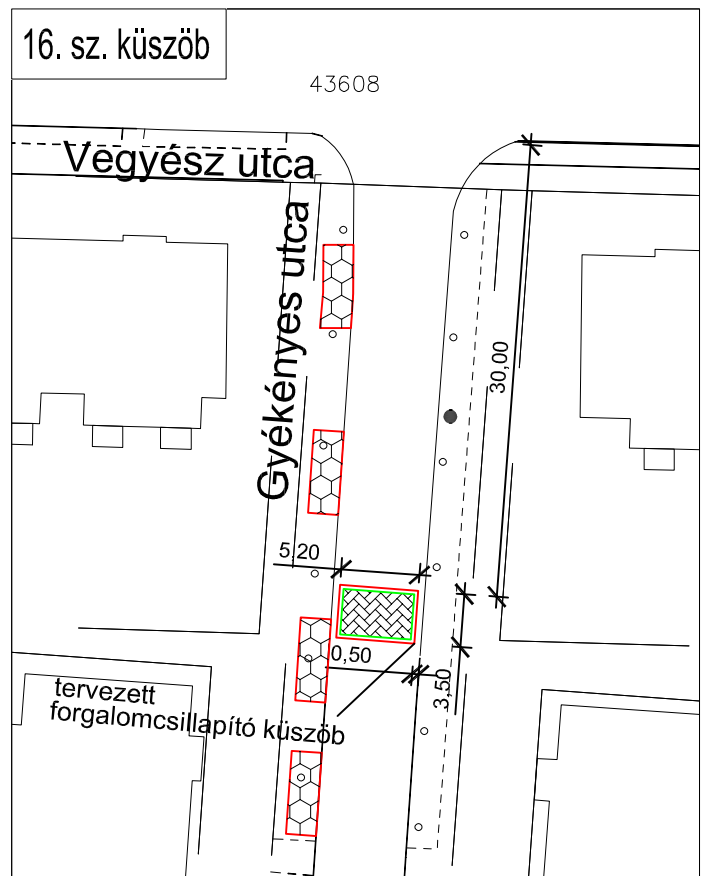 16. sz. küszöb
43608
Vegyész utca
Gyékényes utca
30,00
5,20
0,50
3,50
tervezett
forgalomcsillapító küszöb